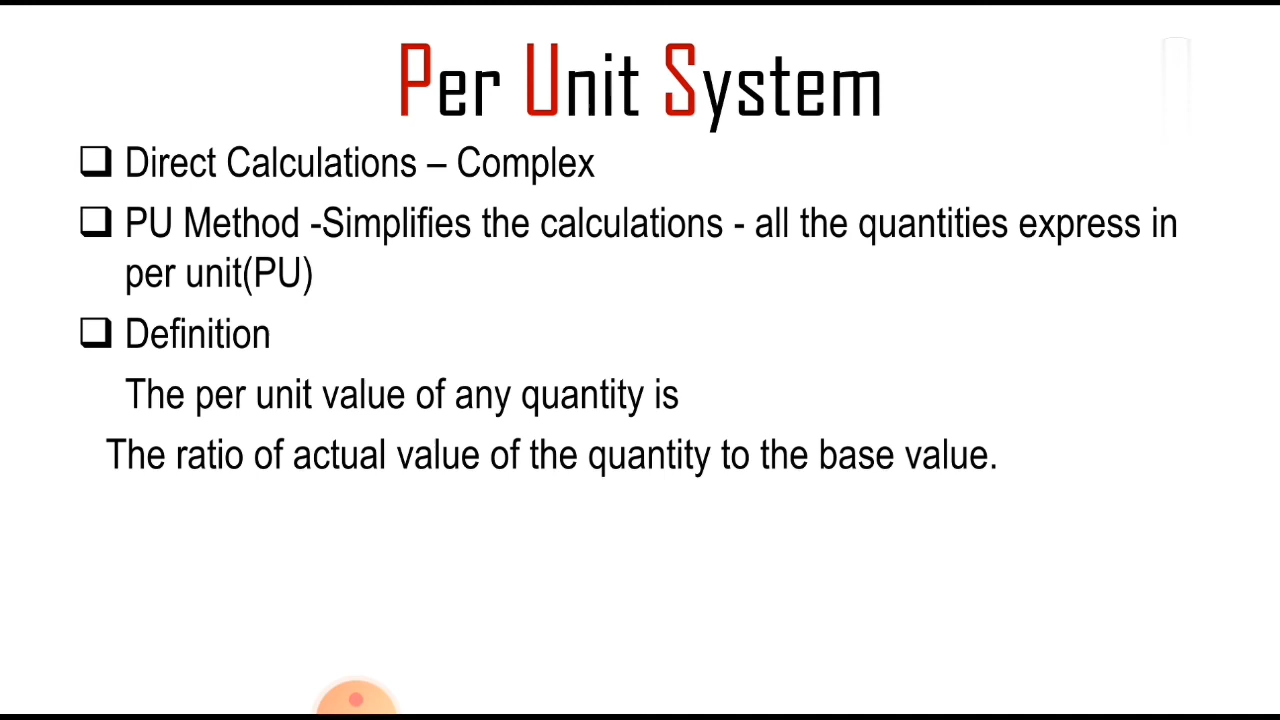 Per Unit System
❑ Direct Calculations – Complex
❑ PU Method -Simplifies the calculations - all the quantities express in
per unit(PU)
❑ Definition
The per unit value of any quantity is
The ratio of actual value of the quantity to the base value.